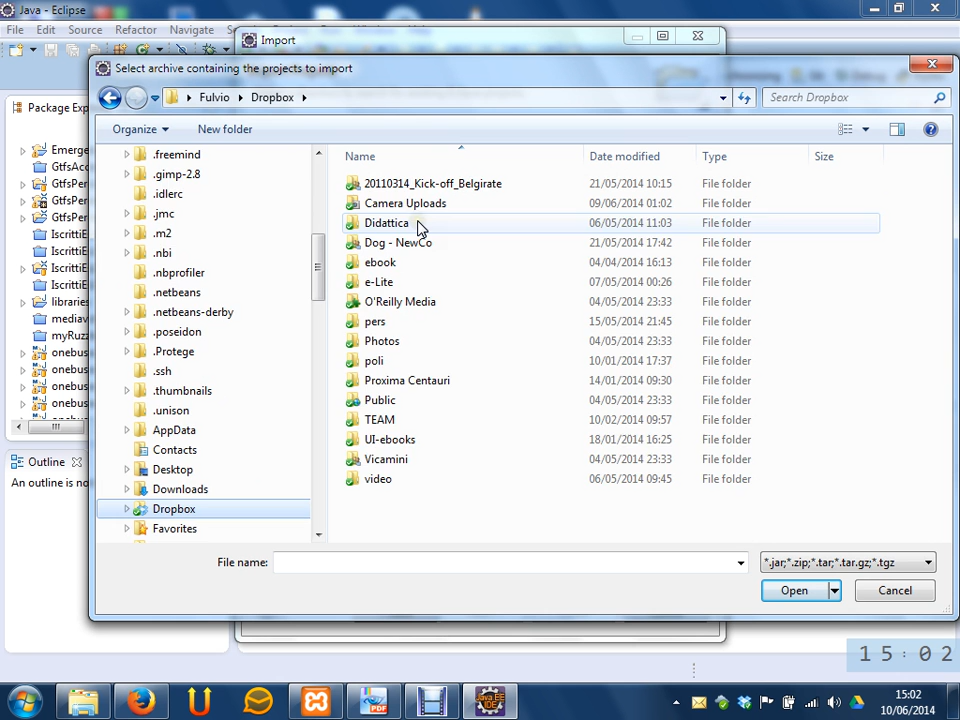 Java - Eclipse
File Edit Source Refactor Navigate
Import
Select archive containing the projects to import
Fulvio Dropbox
Search Dropbox
Organize New folder
Name Date modified Type Size
Package Exp
Emerge
GtfsAcc
GtfsPer
GtfsPer
GtfsPer
IscrittiE
IscrittiE
IscrittiE
IscrittiE
libraries
mediav
myRuzz
onebus
onebus
onebus
onebus
.freemind
.gimp-2.8
.idlerc
.jmc
.m2
.nbi
.nbprofiler
.netbeans
.netbeans-derby
.poseidon
.Protege
.ssh
.thumbnails
.unison
AppData
Contacts
Desktop
Downloads
Dropbox
Favorites
20110314_Kick-off_Belgirate 21/05/2014 10:15 File folder
Camera Uploads 09/06/2014 01:02 File folder
Didattica 06/05/2014 11:03 File folder
Dog - NewCo 21/05/2014 17:42 File folder
ebook 04/04/2014 16:13 File folder
e-Lite 07/05/2014 00:26 File folder
O'Reilly Media 04/05/2014 23:33 File folder
pers 15/05/2014 21:45 File folder
Photos 04/05/2014 23:33 File folder
poli 10/01/2014 17:37 File folder
Proxima Centauri 14/01/2014 09:30 File folder
Public 04/05/2014 23:33 File folder
TEAM 10/02/2014 09:57 File folder
UI-ebooks 18/01/2014 16:25 File folder
Vicamini 04/05/2014 23:33 File folder
video 06/05/2014 09:45 File folder
Outline
An outline is no
File name: *.jar;*.zip;*.tar;*.tar.gz;*.tgz
Open Cancel
15:02
PDF
Java EE
IDE
15:02
10/06/2014